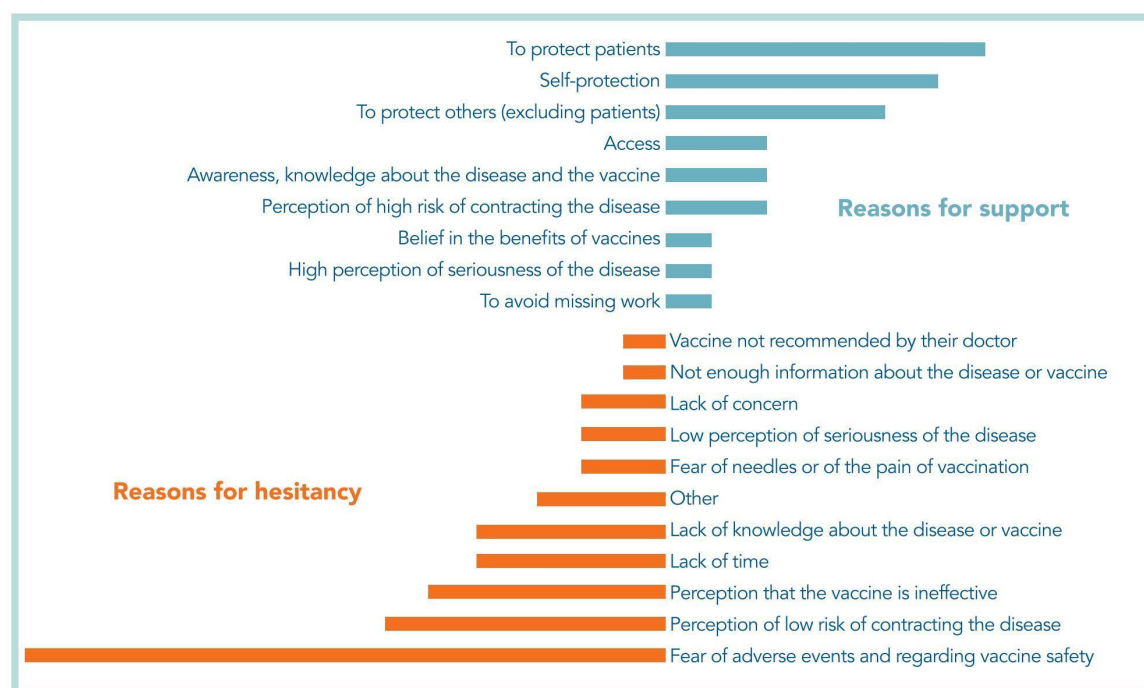 To protect patients
Self-protection
To protect others (excluding patients)
Access
Awareness, knowledge about the disease and the vaccine
Perception of high risk of contracting the disease
Reasons for support
Belief in the benefits of vaccines
High perception of seriousness of the disease
To avoid missing work
Vaccine not recommended by their doctor
Not enough information about the disease or vaccine
Lack of concern
Low perception of seriousness of the disease
Fear of needles or of the pain of vaccination
Reasons for hesitancy
Other
Lack of knowledge about the disease or vaccine
Lack of time
Perception that the vaccine is ineffective
Perception of low risk of contracting the disease
Fear of adverse events and regarding vaccine safety